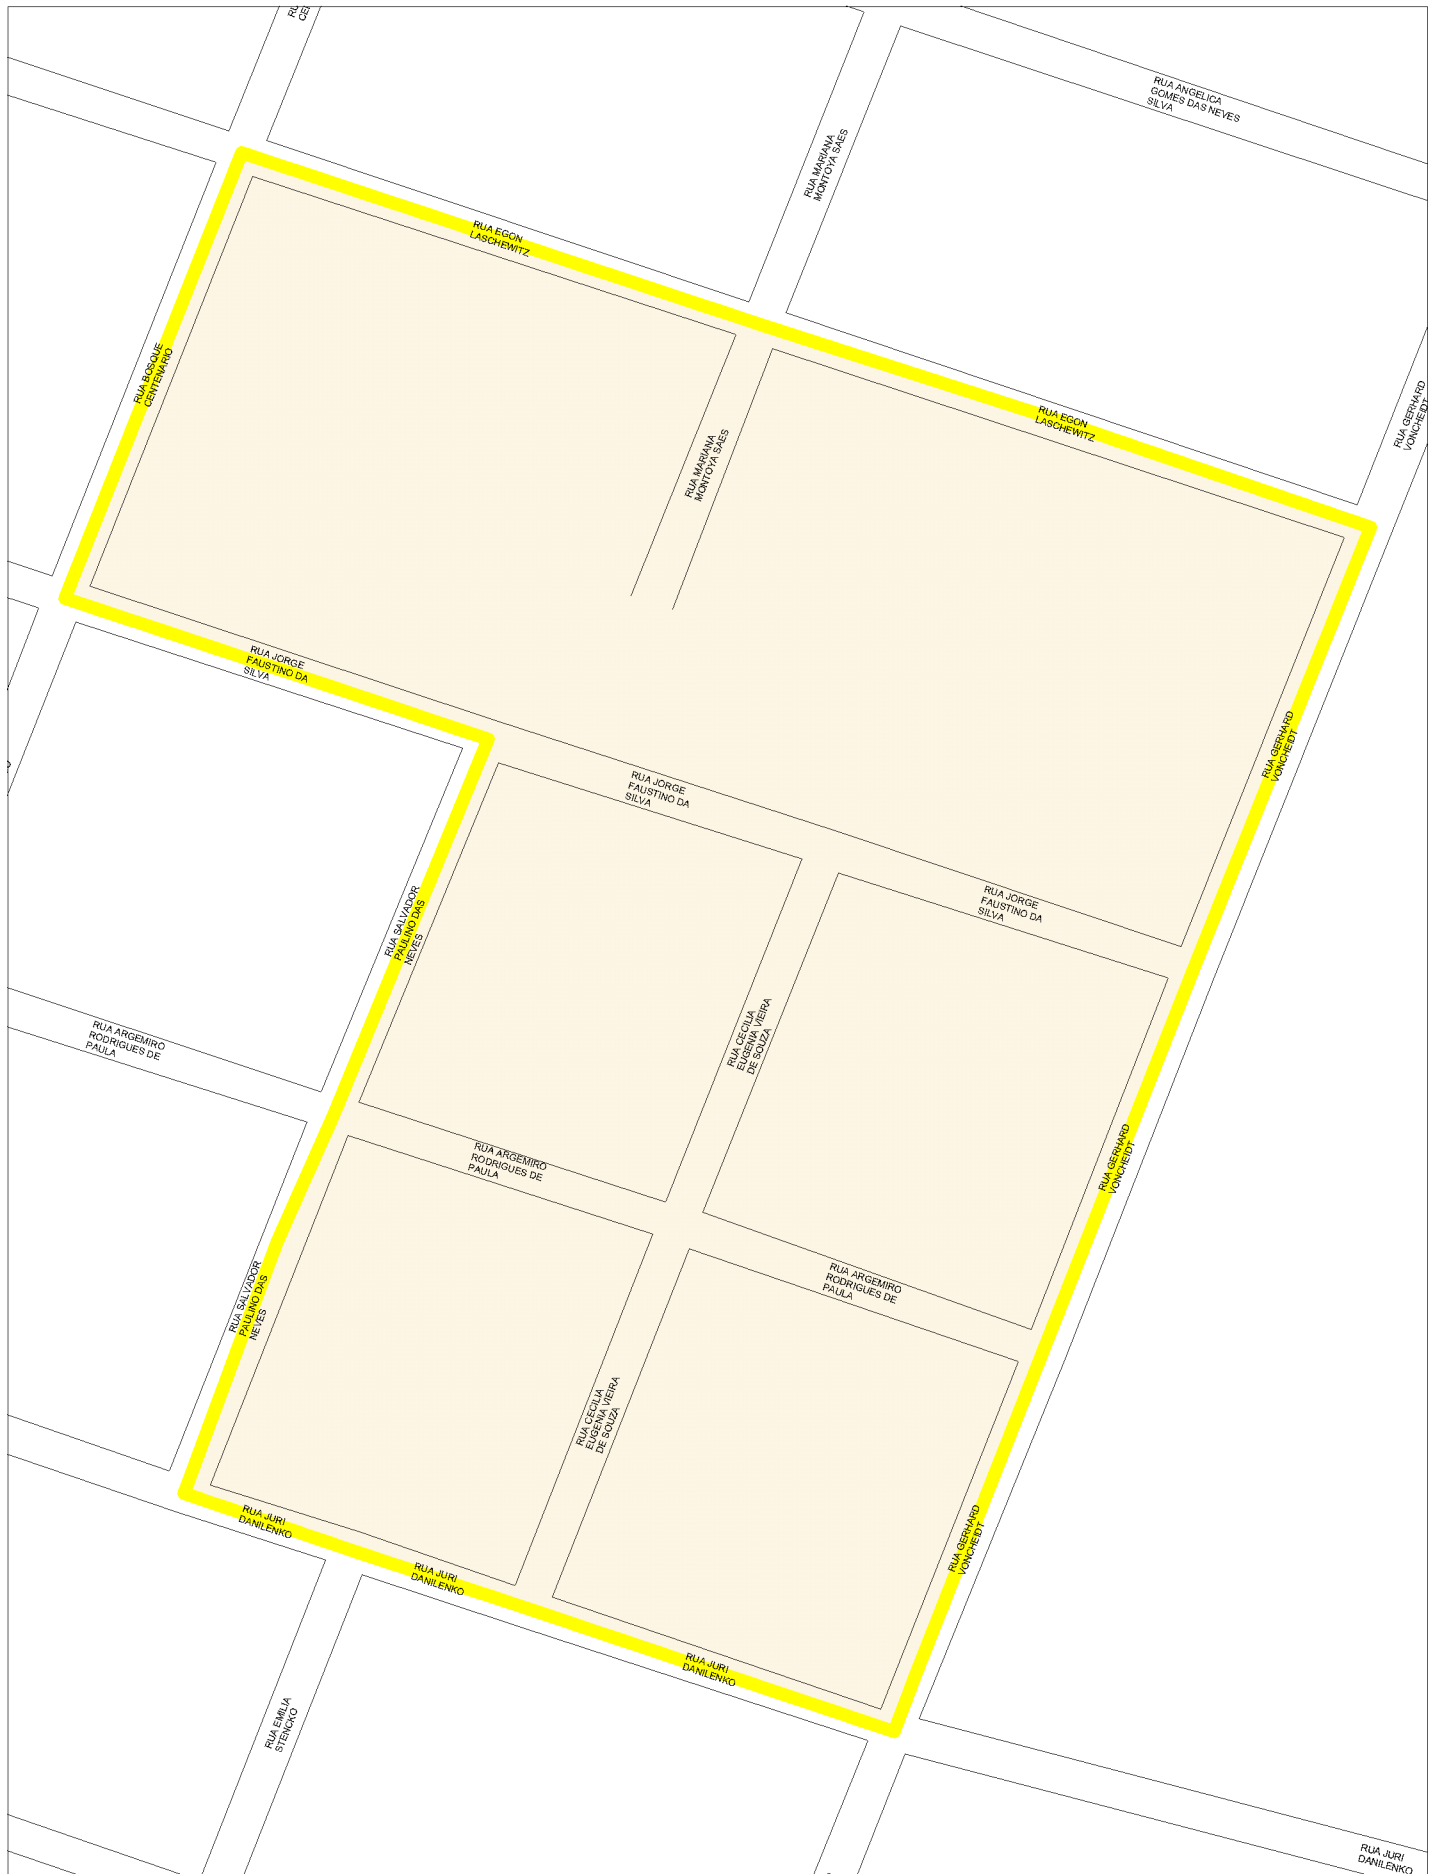 RUA ANGELICA
GOMES DAS NEVES
SILVA
RUA MARIANA
MONTOYA SAES
RUA EGON
LASCHEWITZ
RUA BOSQUE
CENTENARIO
RUA EGON
LASCHEWITZ
RUA GERHARD
VONCHEIDT
RUA MARIANA
MONTOYA SAES
RUA JORGE
FAUSTINO DA
SILVA
RUA GERHARD
VONCHEIDT
RUA JORGE
FAUSTINO DA
SILVA
RUA JORGE
FAUSTINO DA
SILVA
RUA SALVADOR
PAULINO DAS
NEVES
RUA ARGEMIRO
RODRIGUES DE
PAULA
RUA CECILIA
EUGENIA VIEIRA
DE SOUZA
RUA ARGEMIRO
RODRIGUES DE
PAULA
RUA GERHARD
VONCHEIDT
RUA SALVADOR
PAULINO DAS
NEVES
RUA ARGEMIRO
RODRIGUES DE
PAULA
RUA CECILIA
EUGENIA VIEIRA
DE SOUZA
RUA JURI
DANILENKO
RUA JURI
DANILENKO
RUA GERHARD
VONCHEIDT
RUA JURI
DANILENKO
RUA EMILIA
STENCKO
RUA JURI
DANILENKO